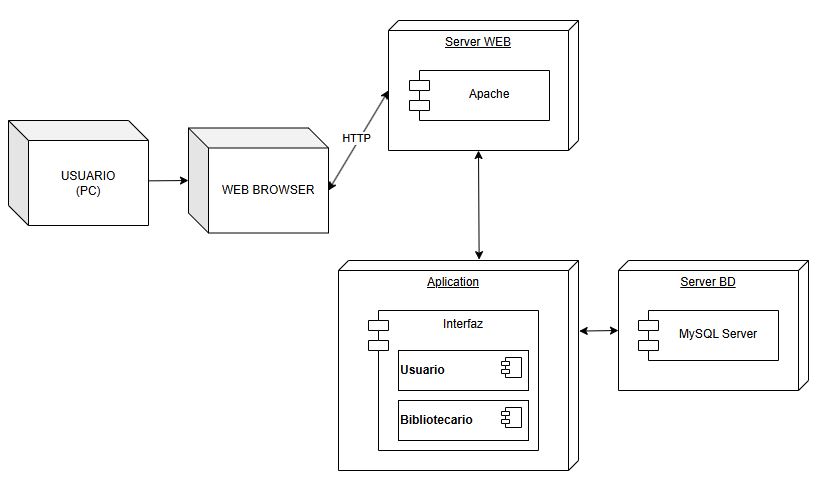 Server WEB
Apache
HTTP
USUARIO
(PC)
WEB BROWSER
Aplication
Interfaz
Usuario
Bibliotecario
Server BD
MySQL Server